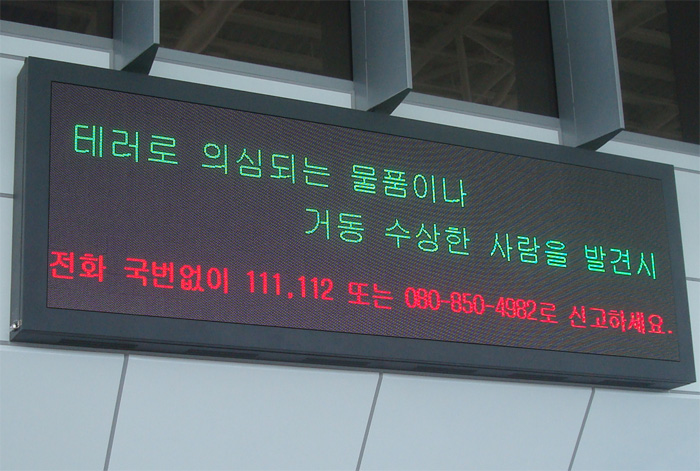 테러로 의심되는 물품이나
거동 수상한 사람을 발견시
전화 국번없이 111,112 또는 080-850-4982로 신고하세요.